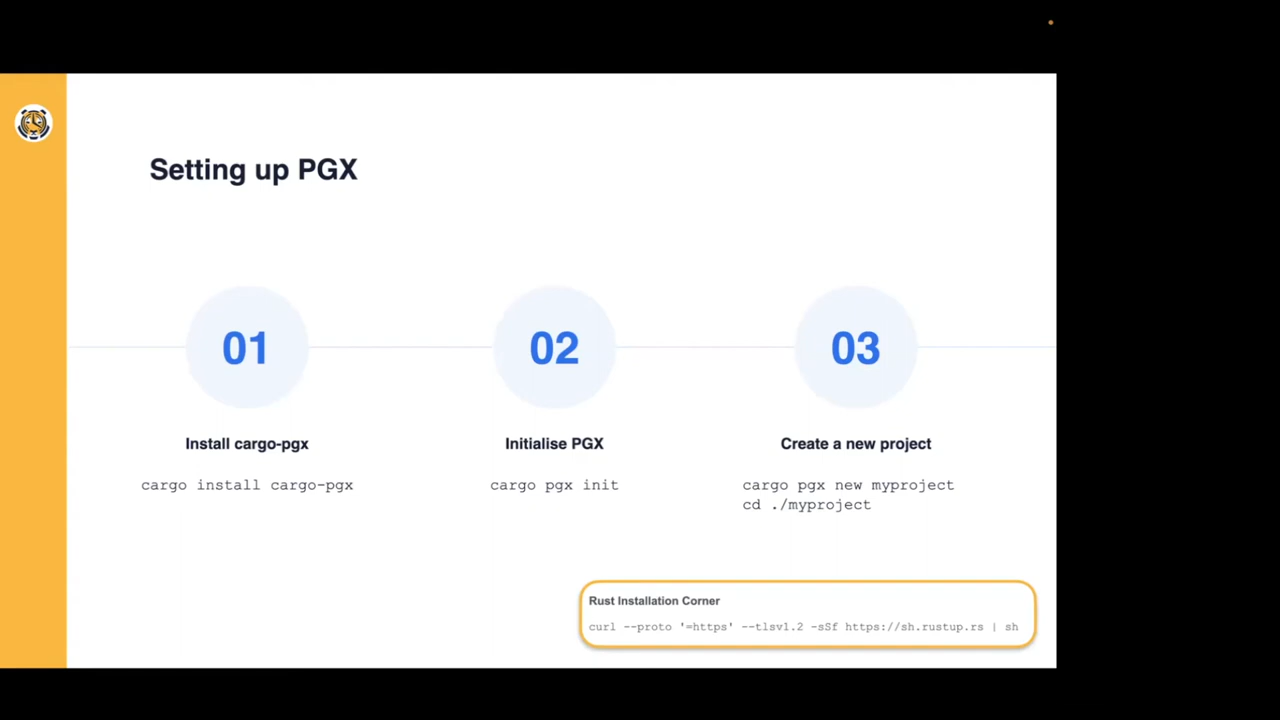 Setting up PGX
01
02
03
Install cargo-pgx
Initialise PGX
Create a new project
cargo install cargo-pgx
cargo pgx init
cargo pgx new myproject
cd ./myproject
Rust Installation Corner
curl --proto '=https' --tlsv1.2 -sSf https://sh.rustup.rs | sh